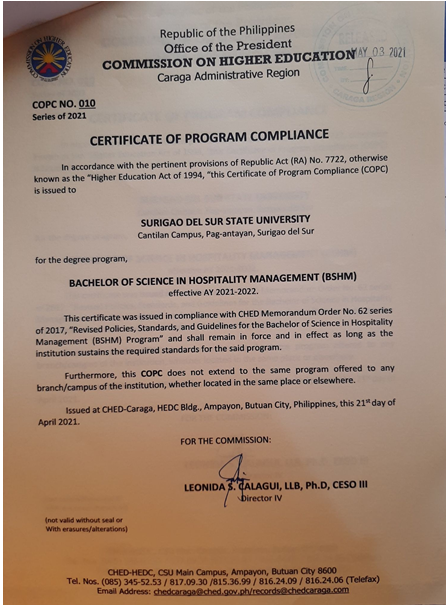 Republic of the Philippines
Office of the President
COMMISSION ON HIGHER EDUCATION
Caraga Administrative Region
MAY 03 2021
COPC NO. 010
Series of 2021
CERTIFICATE OF PROGRAM COMPLIANCE
In accordance with the pertinent provisions of Republic Act (RA) No. 7722, otherwise
known as the "Higher Education Act of 1994, "this Certificate of Program Compliance (COPC)
is issued to
SURIGAO DEL SUR STATE UNIVERSITY
Cantilan Campus, Pag-antayan, Surigao del Sur
for the degree program,
BACHELOR OF SCIENCE IN HOSPITALITY MANAGEMENT (BSHM)
effective AY 2021-2022.
This certificate was issued in compliance with CHED Memorandum Order No. 62 series
of 2017, "Revised Policies, Standards, and Guidelines for the Bachelor of Science in Hospitality
Management (BSHM) Program" and shall remain in force and in effect as long as the
institution sustains the required standards for the said program.
Furthermore, this COPC does not extend to the same program offered to any
branch/campus of the institution, whether located in the same place or elsewhere.
Issued at CHED-Caraga, HEDC Bldg., Ampayon, Butuan City, Philippines, this 21st day of
April 2021.
FOR THE COMMISSION:
LEONIDA S. CALAGUI, LLB, Ph.D, CESO III
Director IV
(not valid without seal or
With erasures/alterations)
CHED-HEDC, CSU Main Campus, Ampayon, Butuan City 8600
Tel. Nos. (085) 345-52.53 / 817.09.30 /815.36.99 / 816.24.09 / 816.24.06 (Telefax)
Email Address: chedcaraga@ched.gov.ph/records@chedcaraga.com